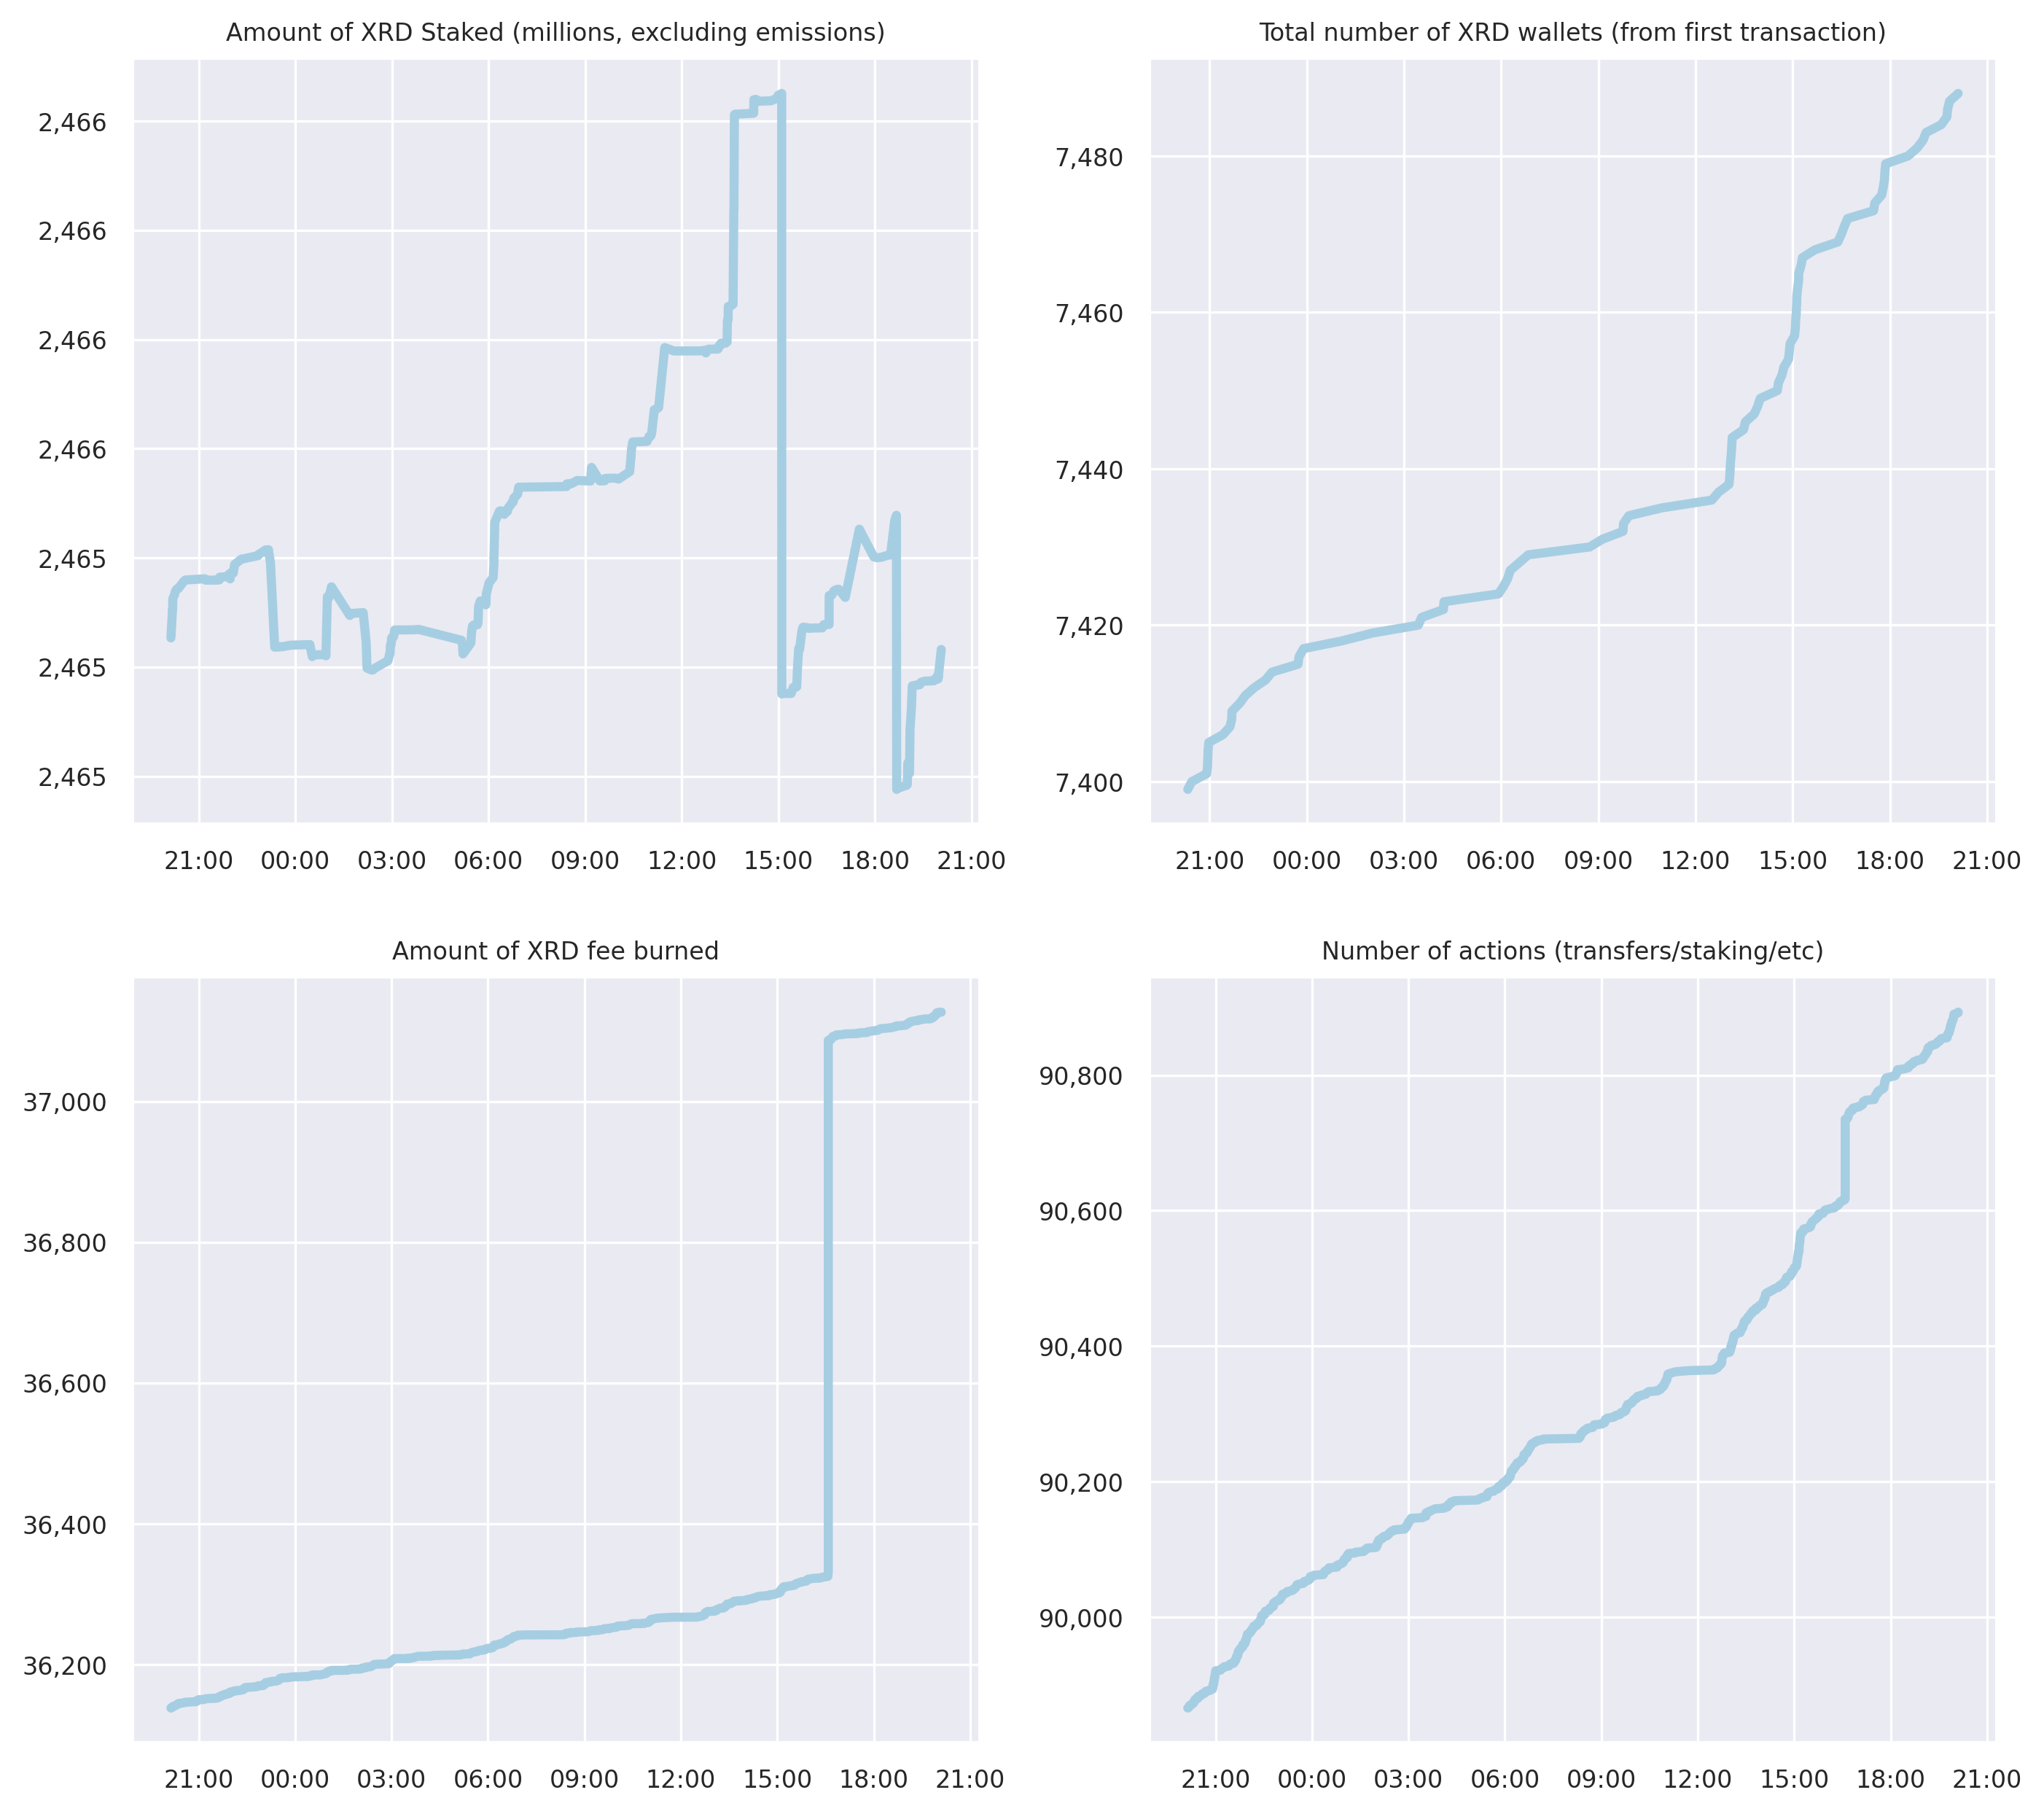 Amount of XRD Staked (millions, excluding emissions)
2,466
2,466
2,466
2,466
2,465
2,465
2,465
21:00 00:00 03:00 06:00 09:00 12:00 15:00 18:00 21:00
Total number of XRD wallets (from first transaction)
7,480
7,460
7,440
7,420
7,400
21:00 00:00 03:00 06:00 09:00 12:00 15:00 18:00 21:00
Amount of XRD fee burned
37,000
36,800
36,600
36,400
36,200
21:00 00:00 03:00 06:00 09:00 12:00 15:00 18:00 21:00
Number of actions (transfers/staking/etc)
90,800
90,600
90,400
90,200
90,000
21:00 00:00 03:00 06:00 09:00 12:00 15:00 18:00 21:00